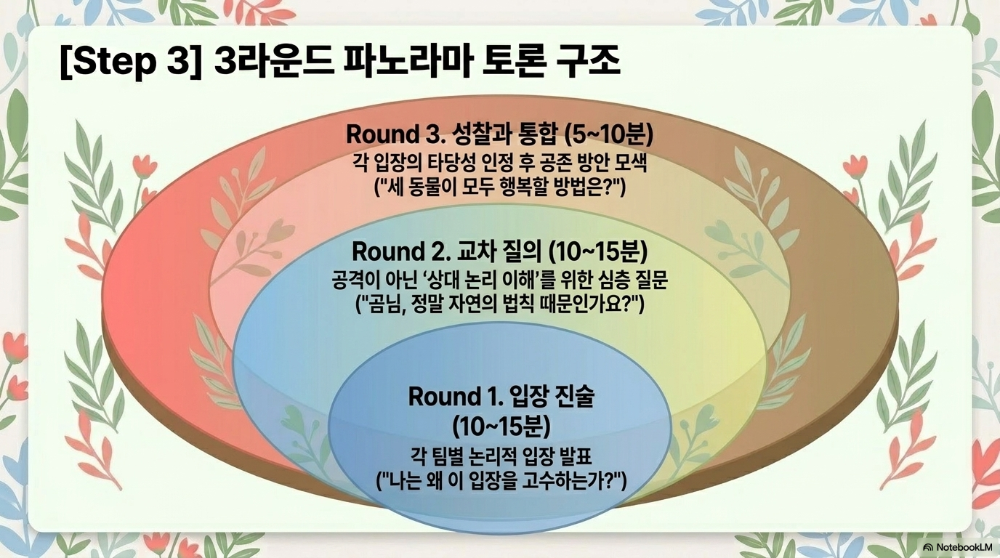 [Step 3] 3라운드 파노라마 토론 구조
Round 3. 성찰과 통합 (5~10분)
각 입장의 타당성 인정 후 공존 방안 모색
("세 동물이 모두 행복할 방법은?")
Round 2. 교차 질의 (10~15분)
공격이 아닌 ‘상대 논리 이해’를 위한 심층 질문
("곰님, 정말 자연의 법칙 때문인가요?")
Round 1. 입장 진술
(10~15분)
각 팀별 논리적 입장 발표
("나는 왜 이 입장을 고수하는가?")
NotebookLM